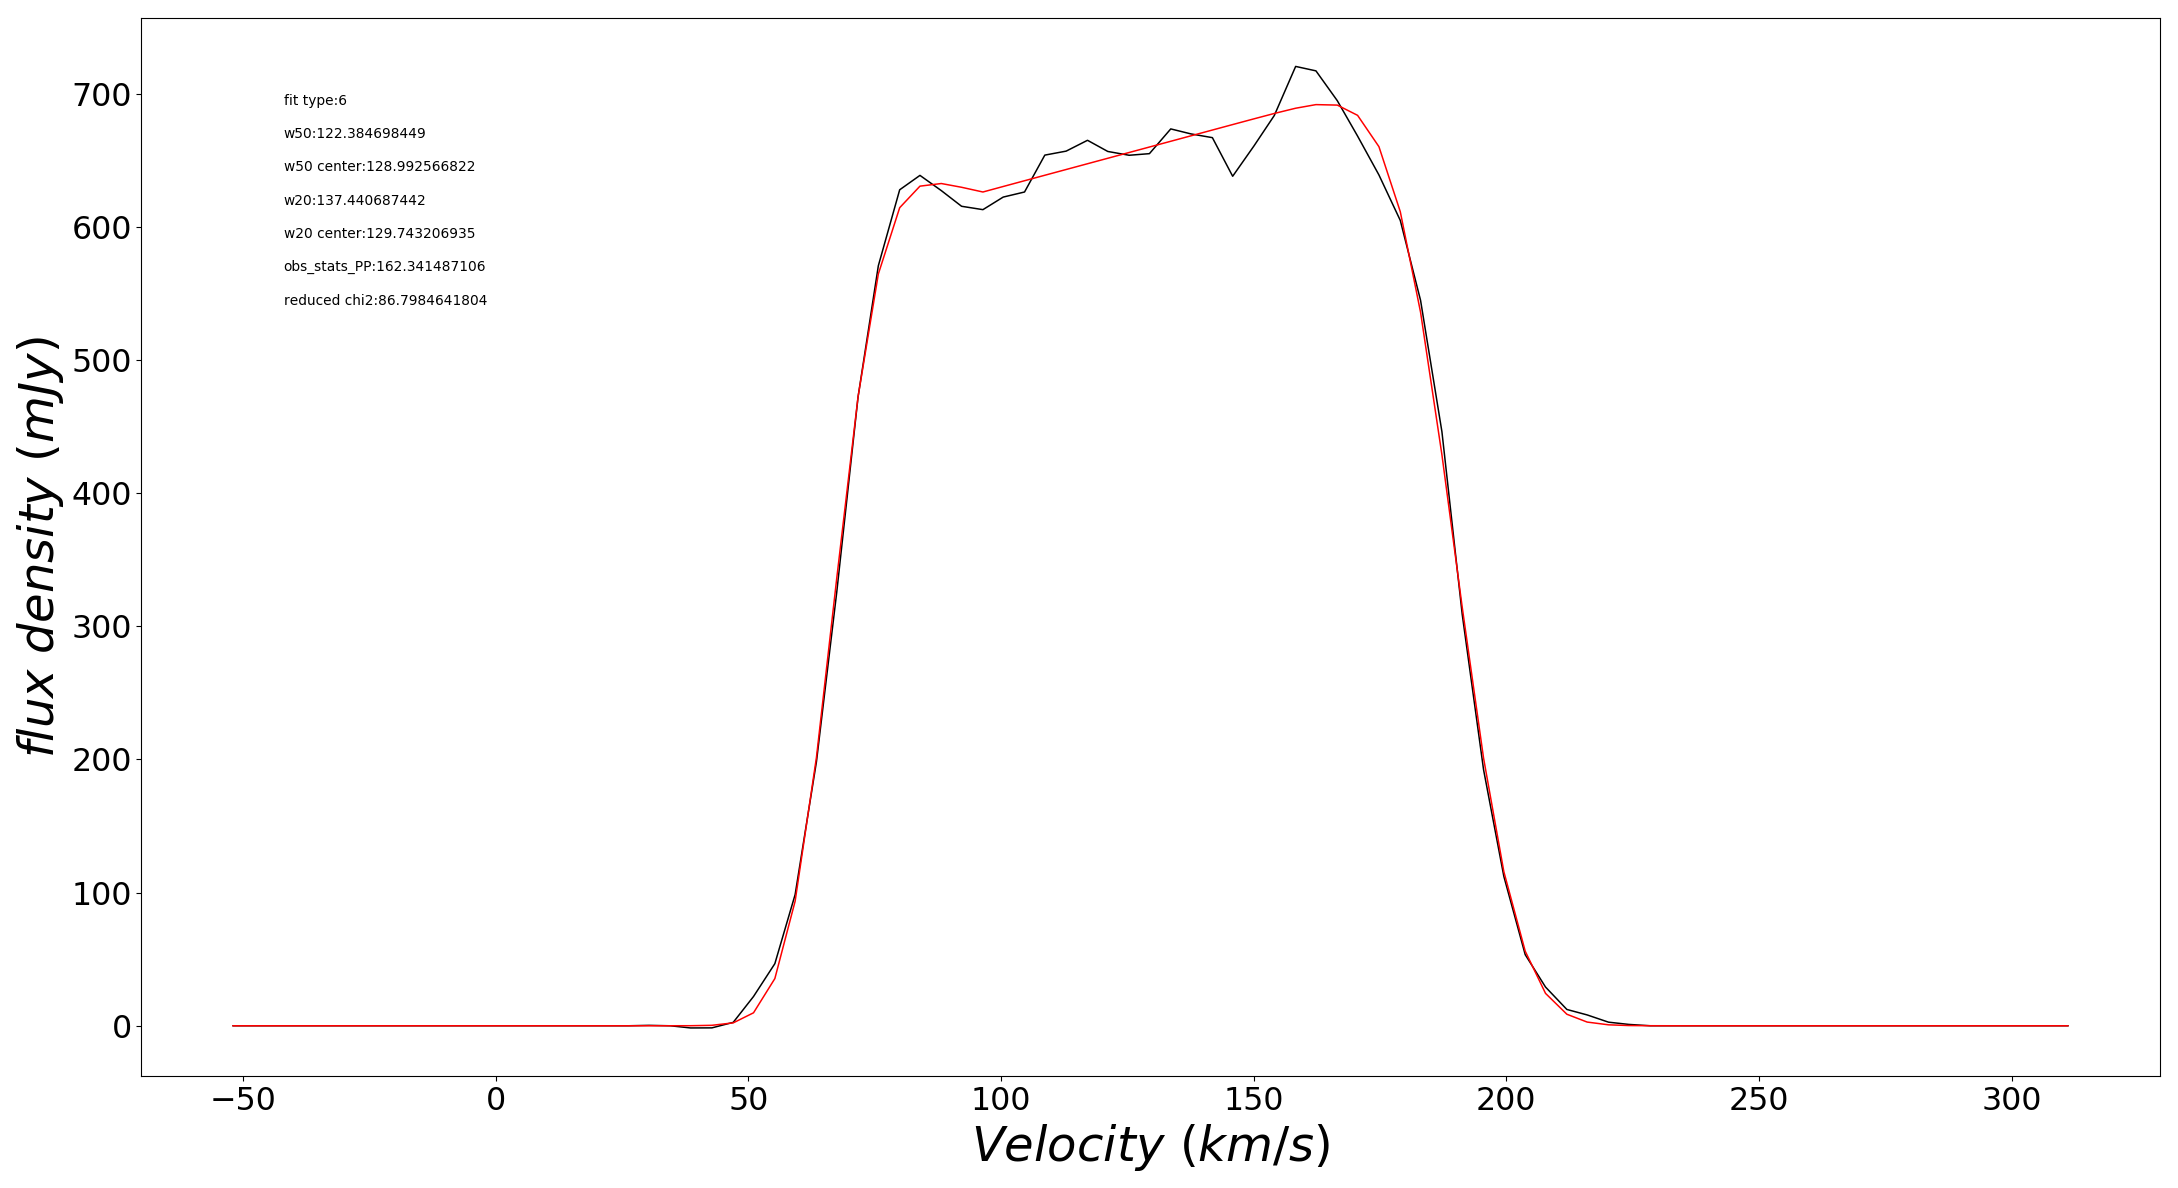 fit type:6
w50:122.384698449
w50 center:128.992566822
w20:137.440687442
w20 center:129.743206935
obs_stats_PP:162.341487106
reduced chi2:86.7984641804
700
600
500
400
300
200
100
0
flux density (mJy)
−50 0 50 100 150 200 250 300
Velocity (km/s)